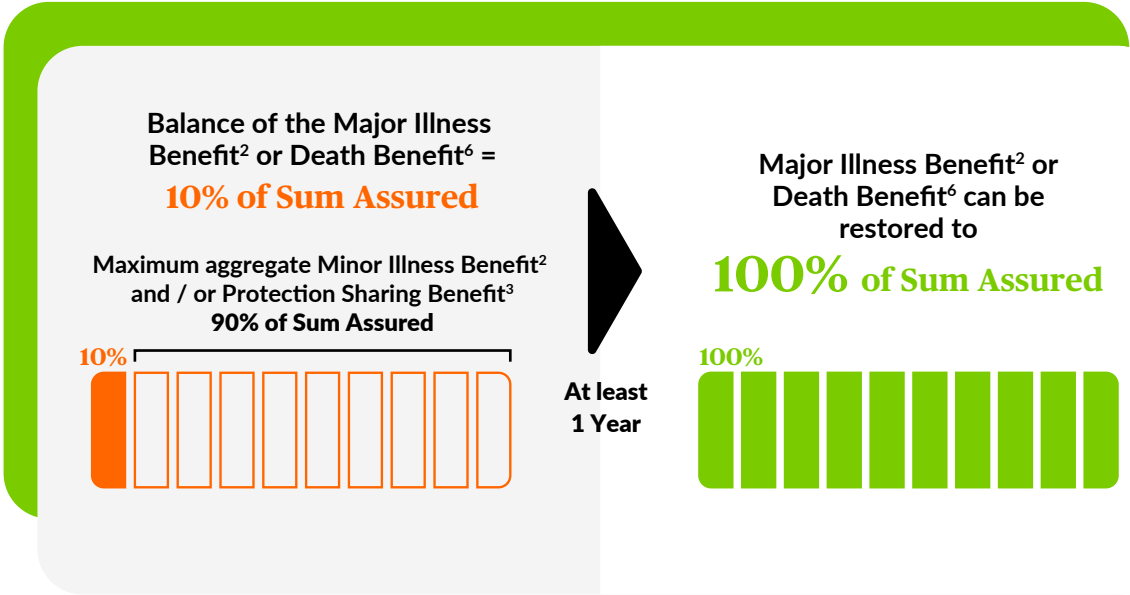 Balance of the Major Illness
Benefit² or Death Benefit⁶ =
10% of Sum Assured
Maximum aggregate Minor Illness Benefit²
and / or Protection Sharing Benefit³
90% of Sum Assured
10%
At least
1 Year
Major Illness Benefit² or
Death Benefit⁶ can be
restored to
100% of Sum Assured
100%